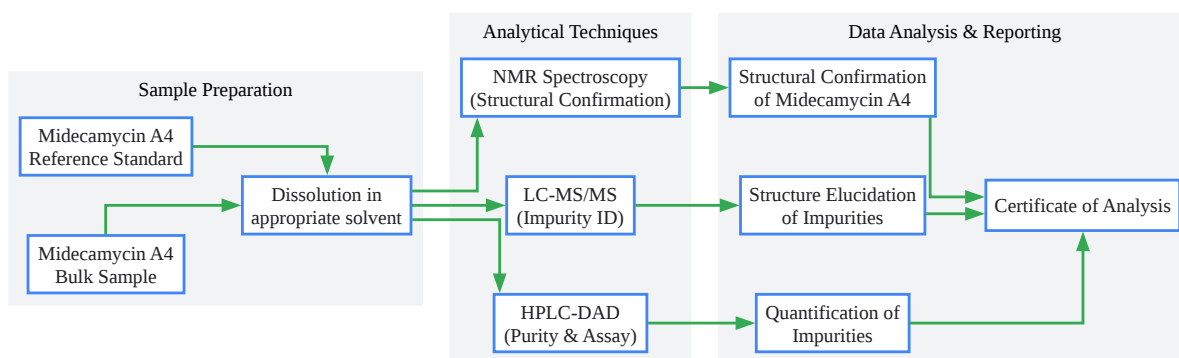 Sample Preparation
Midecamycin A4
Reference Standard
Midecamycin A4
Bulk Sample
Dissolution in
appropriate solvent
Analytical Techniques
NMR Spectroscopy
(Structural Confirmation)
LC-MS/MS
(Impurity ID)
HPLC-DAD
(Purity & Assay)
Data Analysis & Reporting
Structural Confirmation
of Midecamycin A4
Structure Elucidation
of Impurities
Quantification of
Impurities
Certificate of Analysis